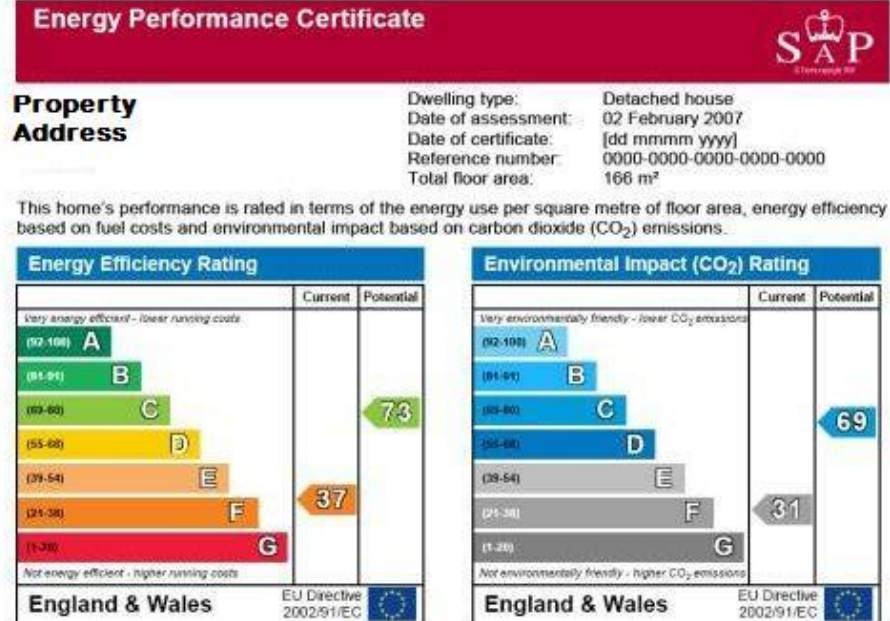 Energy Performance Certificate
SAP
Property
Address
Dwelling type: Detached house
Date of assessment: 02 February 2007
Date of certificate: [dd mmmm yyyy]
Reference number: 0000-0000-0000-0000-0000
Total floor area: 166 m²
This home's performance is rated in terms of the energy use per square metre of floor area, energy efficiency
based on fuel costs and environmental impact based on carbon dioxide (CO₂) emissions.
Energy Efficiency Rating
Current Potential
Very energy efficient - lower running costs
(92-100) A
(81-91) B
(69-80) C
73
(55-68) D
(39-54) E
(21-38) F
37
(1-20) G
Not energy efficient - higher running costs
England & Wales
EU Directive
2002/91/EC
Environmental Impact (CO₂) Rating
Current Potential
Very environmentally friendly - lower CO₂ emissions
(92-100) A
(81-91) B
(69-80) C
69
(55-68) D
(39-54) E
(21-38) F
31
(1-20) G
Not environmentally friendly - higher CO₂ emissions
England & Wales
EU Directive
2002/91/EC